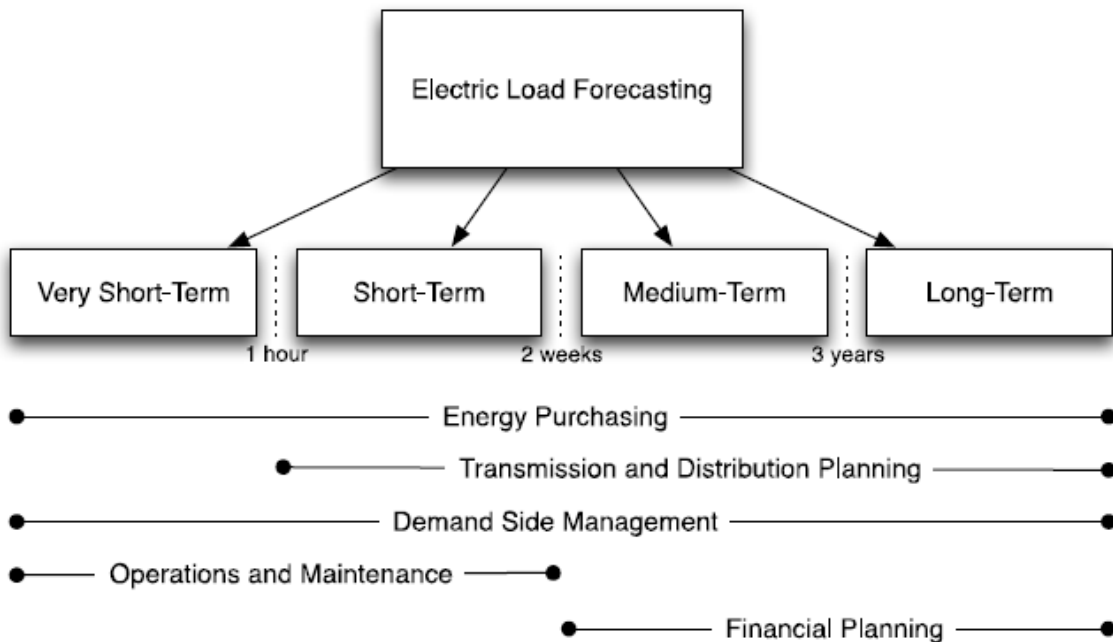 Electric Load Forecasting
Very Short-Term
Short-Term
Medium-Term
Long-Term
1 hour
2 weeks
3 years
Energy Purchasing
Transmission and Distribution Planning
Demand Side Management
Operations and Maintenance
Financial Planning